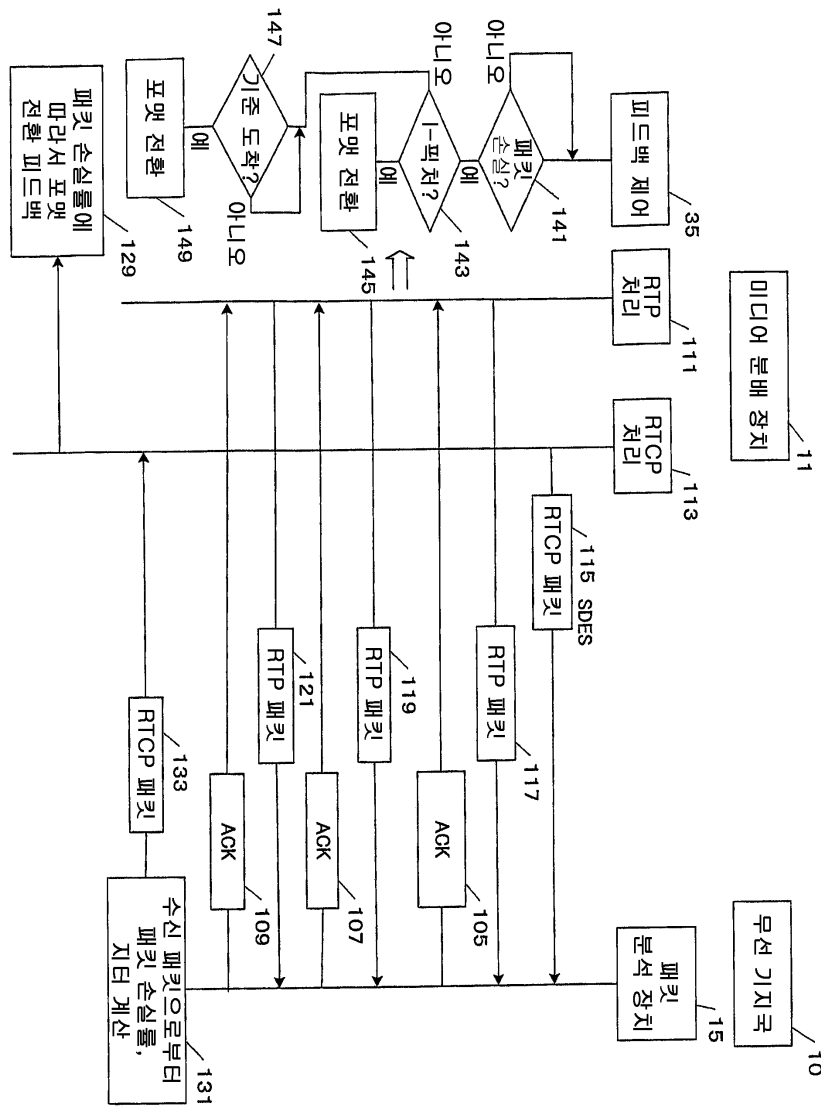 미디어 분배 장치
11
무선 기지국
10
피드백 제어
35
RTP
처리
111
RTCP
처리
113
패킷
분석 장치
15
패킷
손실?
141
아니오
예
I-픽처?
143
아니오
예
포맷 전환
145
기준 도착?
147
아니오
예
포맷 전환
149
115
RTCP 패킷
SDES
RTP 패킷
117
ACK
105
RTP 패킷
119
ACK
107
RTP 패킷
121
ACK
109
RTCP 패킷
133
패킷 손실률에
따라서 포맷
전환 피드백
129
수신 패킷으로부터
패킷 손실률,
지터 계산
131